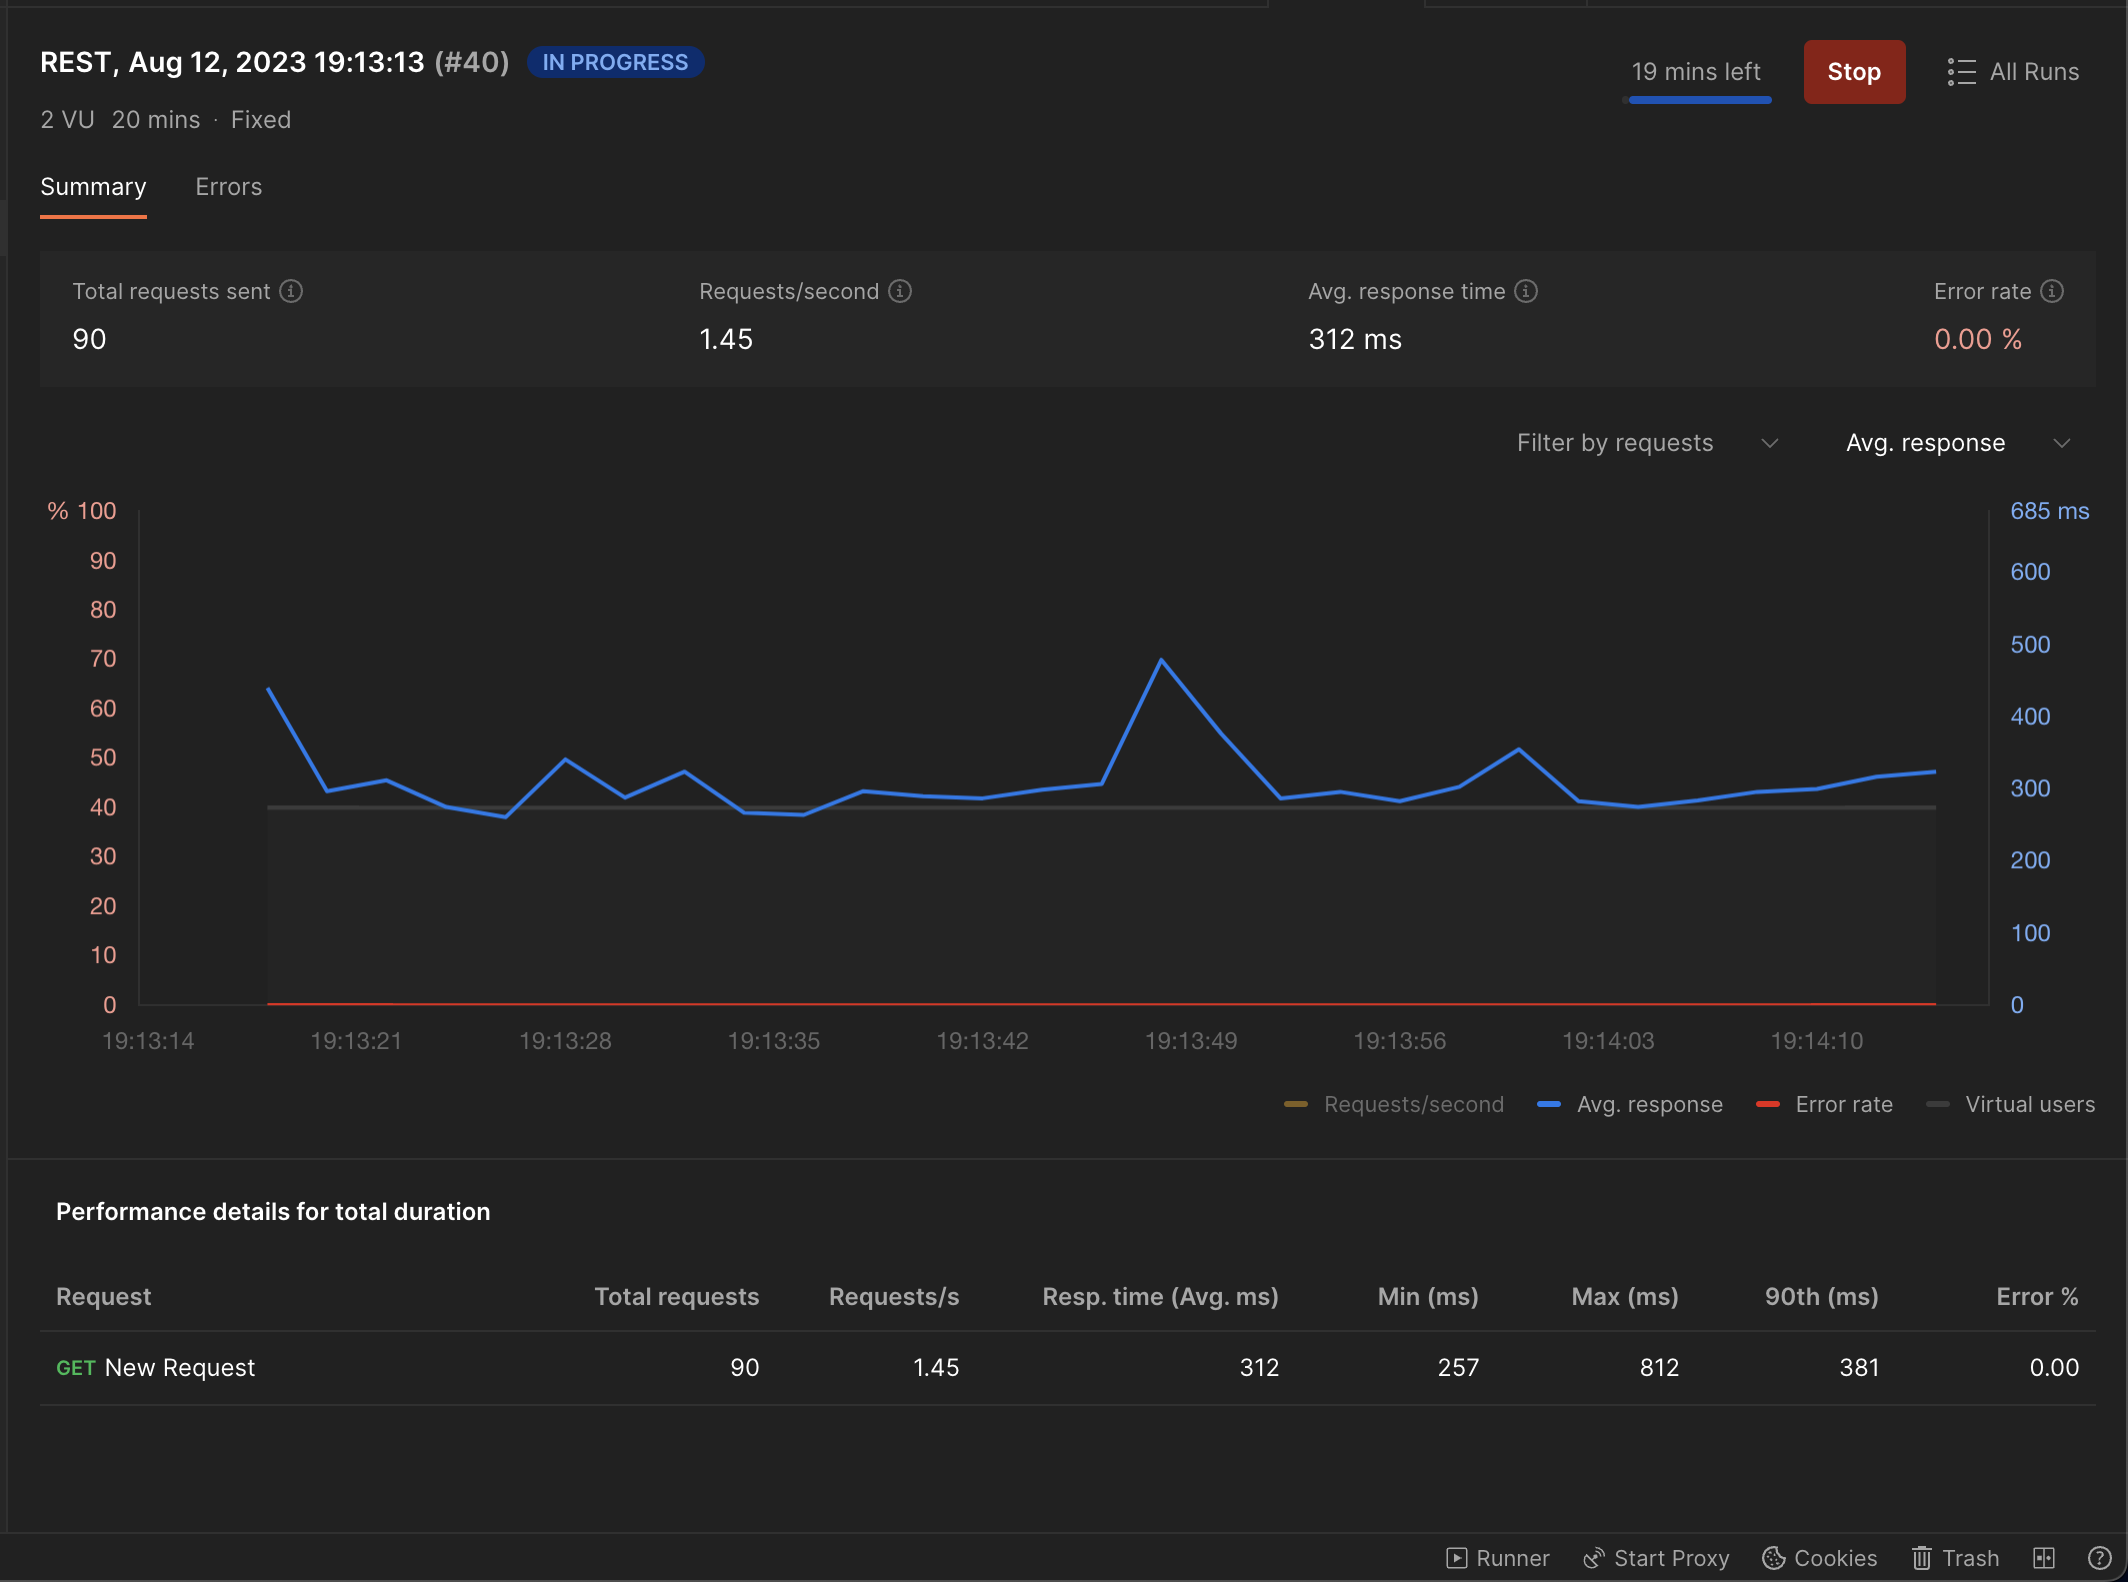 REST, Aug 12, 2023 19:13:13 (#40) IN PROGRESS
19 mins left Stop All Runs
2 VU 20 mins · Fixed
Summary Errors
Total requests sent Requests/second Avg. response time Error rate
90 1.45 312 ms 0.00 %
Filter by requests Avg. response
% 100 685 ms
90
600
80
70 500
60
400
50
300
40
30 200
20
100
10
0 0
19:13:14 19:13:21 19:13:28 19:13:35 19:13:42 19:13:49 19:13:56 19:14:03 19:14:10
Requests/second Avg. response Error rate Virtual users
Performance details for total duration
Request Total requests Requests/s Resp. time (Avg. ms) Min (ms) Max (ms) 90th (ms) Error %
GET New Request 90 1.45 312 257 812 381 0.00
Runner Start Proxy Cookies Trash